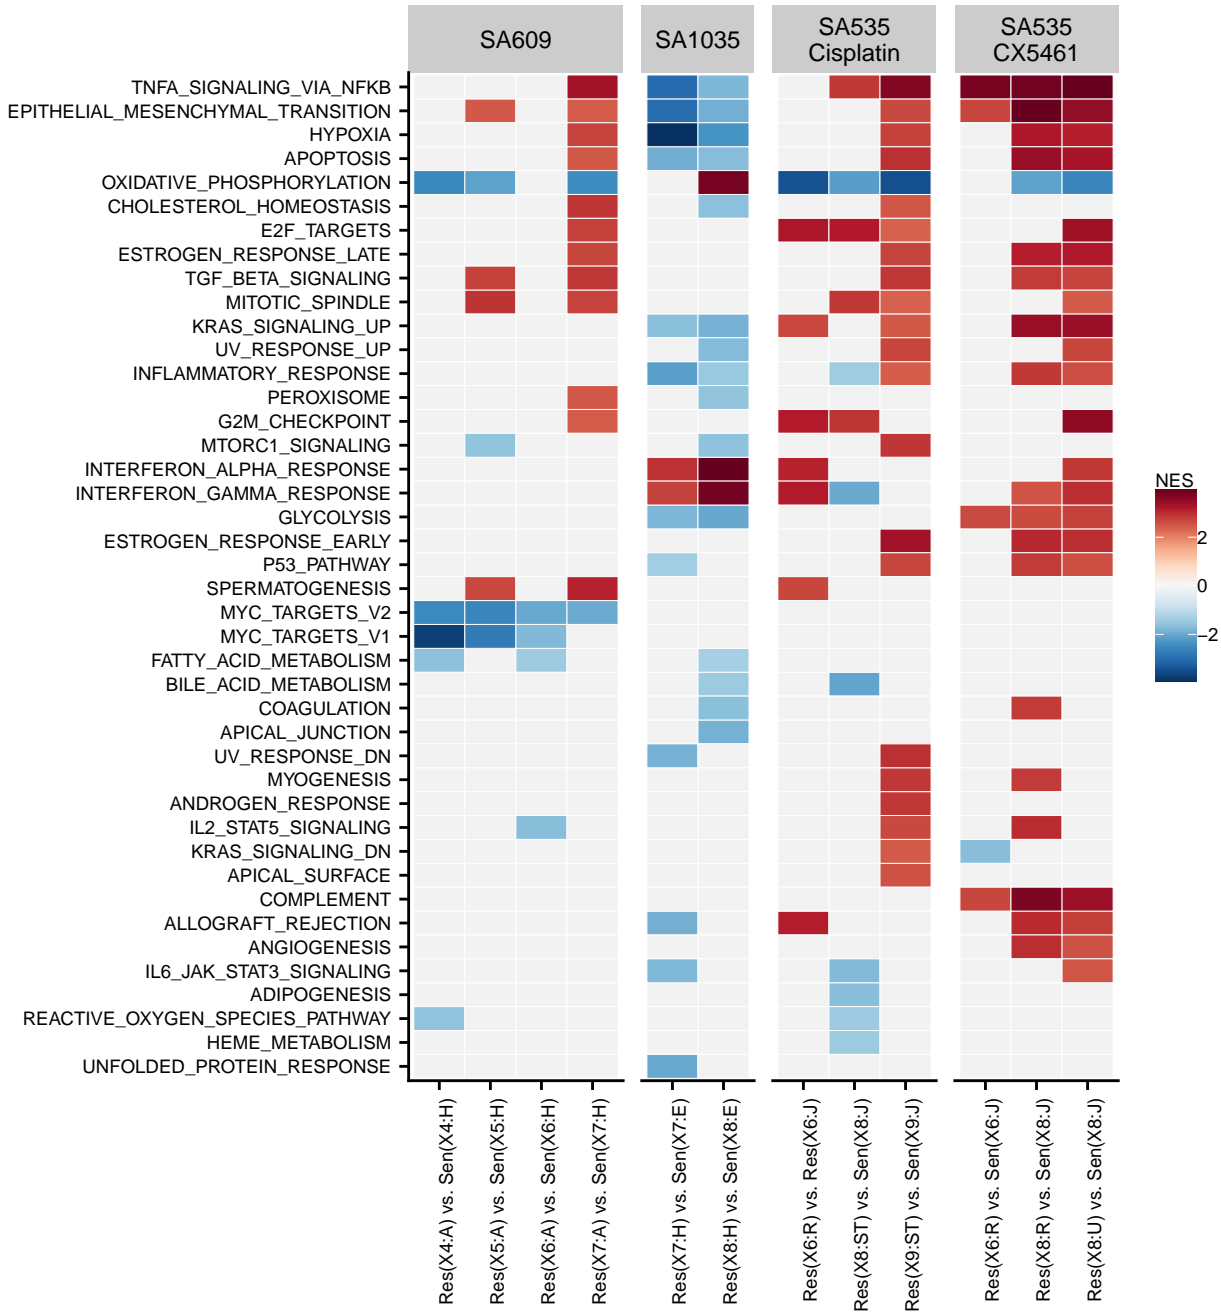 SA609
SA1035
SA535
Cisplatin
SA535
CX5461
TNFA_SIGNALING_VIA_NFKB
EPITHELIAL_MESENCHYMAL_TRANSITION
HYPOXIA
APOPTOSIS
OXIDATIVE_PHOSPHORYLATION
CHOLESTEROL_HOMEOSTASIS
E2F_TARGETS
ESTROGEN_RESPONSE_LATE
TGF_BETA_SIGNALING
MITOTIC_SPINDLE
KRAS_SIGNALING_UP
UV_RESPONSE_UP
INFLAMMATORY_RESPONSE
PEROXISOME
G2M_CHECKPOINT
MTORC1_SIGNALING
INTERFERON_ALPHA_RESPONSE
INTERFERON_GAMMA_RESPONSE
GLYCOLYSIS
ESTROGEN_RESPONSE_EARLY
P53_PATHWAY
SPERMATOGENESIS
MYC_TARGETS_V2
MYC_TARGETS_V1
FATTY_ACID_METABOLISM
BILE_ACID_METABOLISM
COAGULATION
APICAL_JUNCTION
UV_RESPONSE_DN
MYOGENESIS
ANDROGEN_RESPONSE
IL2_STAT5_SIGNALING
KRAS_SIGNALING_DN
APICAL_SURFACE
COMPLEMENT
ALLOGRAFT_REJECTION
ANGIOGENESIS
IL6_JAK_STAT3_SIGNALING
ADIPOGENESIS
REACTIVE_OXYGEN_SPECIES_PATHWAY
HEME_METABOLISM
UNFOLDED_PROTEIN_RESPONSE
NES
2
0
−2
Res(X4:A) vs. Sen(X4:H)
Res(X5:A) vs. Sen(X5:H)
Res(X6:A) vs. Sen(X6:H)
Res(X7:A) vs. Sen(X7:H)
Res(X7:H) vs. Sen(X7:E)
Res(X8:H) vs. Sen(X8:E)
Res(X6:R) vs. Res(X6:J)
Res(X8:ST) vs. Sen(X8:J)
Res(X9:ST) vs. Sen(X9:J)
Res(X6:R) vs. Sen(X6:J)
Res(X8:R) vs. Sen(X8:J)
Res(X8:U) vs. Sen(X8:J)